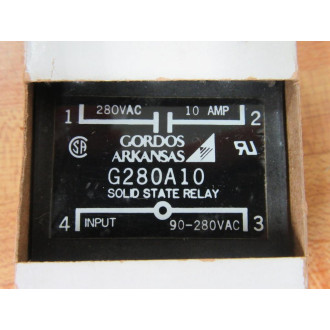 280VAC 10 AMP
1 2
GORDOS
ARKANSAS
G280A10
SOLID STATE RELAY
4 INPUT 90-280VAC 3